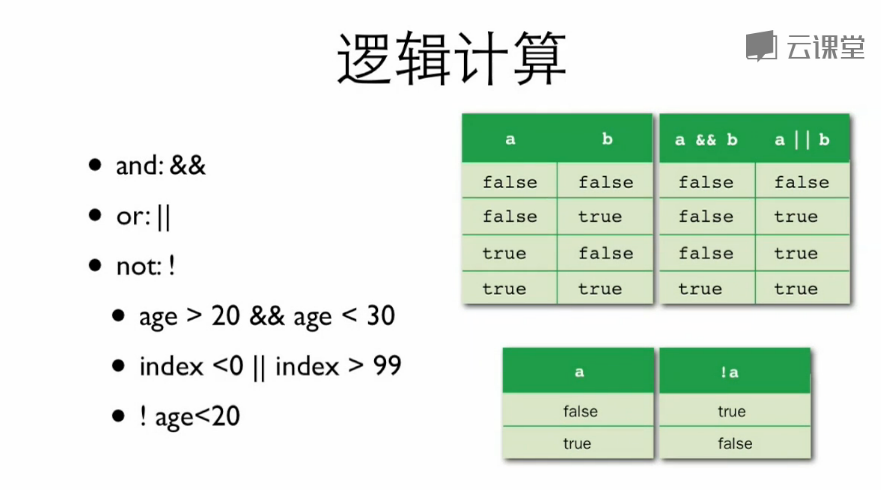 云课堂
逻辑计算
• and: &&
• or: ||
• not: !
• age > 20 && age < 30
• index <0 || index > 99
• ! age<20
a b a && b a || b
false false false false
false true false true
true false false true
true true true true
a !a
false true
true false